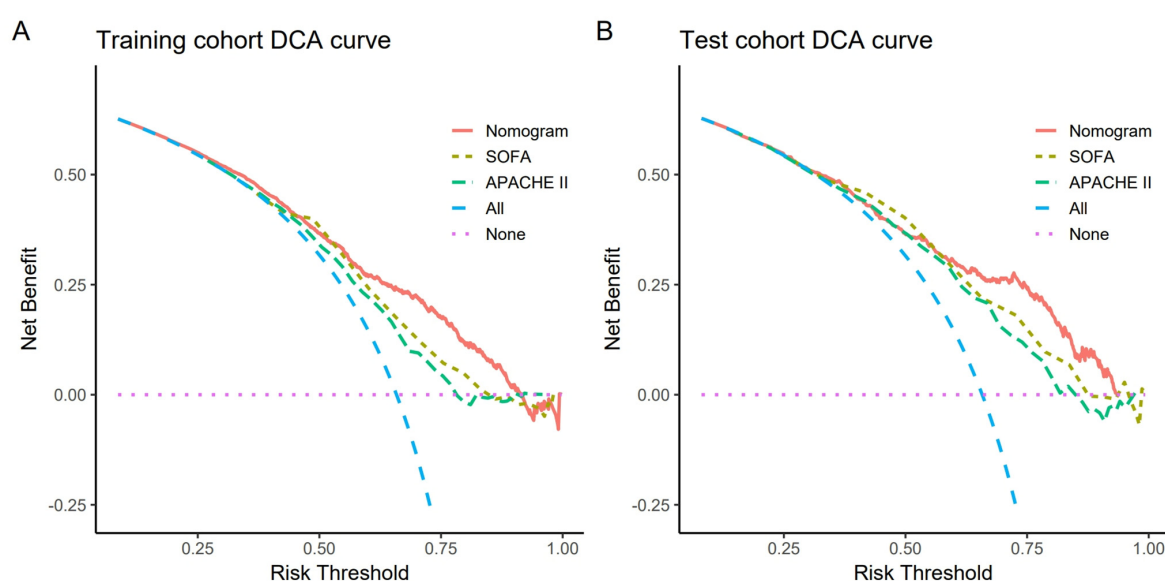 A
Training cohort DCA curve
Nomogram
SOFA
APACHE II
All
None
0.50
0.25
0.00
-0.25
Net Benefit
0.25
0.50
0.75
1.00
Risk Threshold
B
Test cohort DCA curve
Nomogram
SOFA
APACHE II
All
None
0.50
0.25
0.00
-0.25
Net Benefit
0.25
0.50
0.75
1.00
Risk Threshold